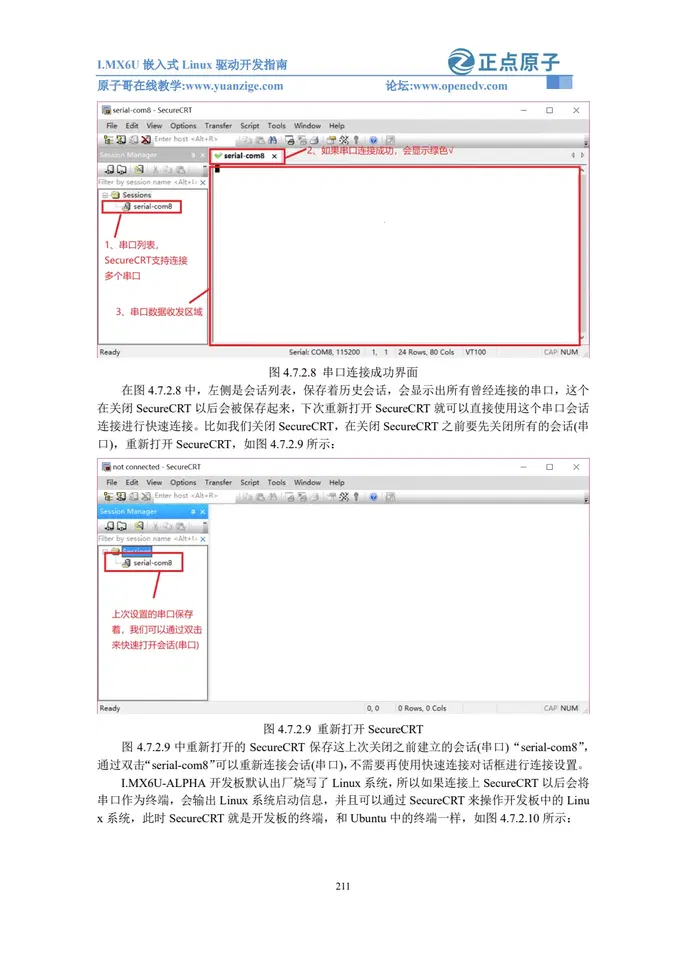 I.MX6U 嵌入式 Linux 驱动开发指南
正点原子
原子哥在线教学:www.yuanzige.com
论坛:www.openedv.com
serial-com8 - SecureCRT
File Edit View Options Transfer Script Tools Window Help
Enter host <Alt+R>
Session Manager
serial-com8
2、如果串口连接成功，会显示绿色√
Filter by session name <Alt+I>
Sessions
serial-com8
1、串口列表，
SecureCRT支持连接
多个串口
3、串口数据收发区域
Ready
Serial: COM8, 115200 1, 1 24 Rows, 80 Cols VT100 CAP NUM
图 4.7.2.8 串口连接成功界面
在图 4.7.2.8 中，左侧是会话列表，保存着历史会话，会显示出所有曾经连接的串口，这个
在关闭 SecureCRT 以后会被保存起来，下次重新打开 SecureCRT 就可以直接使用这个串口会话
连接进行快速连接。比如我们关闭 SecureCRT，在关闭 SecureCRT 之前要先关闭所有的会话(串
口)，重新打开 SecureCRT，如图 4.7.2.9 所示：
not connected - SecureCRT
File Edit View Options Transfer Script Tools Window Help
Enter host <Alt+R>
Session Manager
Filter by session name <Alt+I>
Sessions
serial-com8
上次设置的串口保存
着，我们可以通过双击
来快速打开会话(串口)
Ready
0, 0 0 Rows, 0 Cols CAP NUM
图 4.7.2.9 重新打开 SecureCRT
图 4.7.2.9 中重新打开的 SecureCRT 保存这上次关闭之前建立的会话(串口)“serial-com8”，
通过双击“serial-com8”可以重新连接会话(串口)，不需要再使用快速连接对话框进行连接设置。
I.MX6U-ALPHA 开发板默认出厂烧写了 Linux 系统，所以如果连接上 SecureCRT 以后会将
串口作为终端，会输出 Linux 系统启动信息，并且可以通过 SecureCRT 来操作开发板中的 Linu
x 系统，此时 SecureCRT 就是开发板的终端，和 Ubuntu 中的终端一样，如图 4.7.2.10 所示：
211